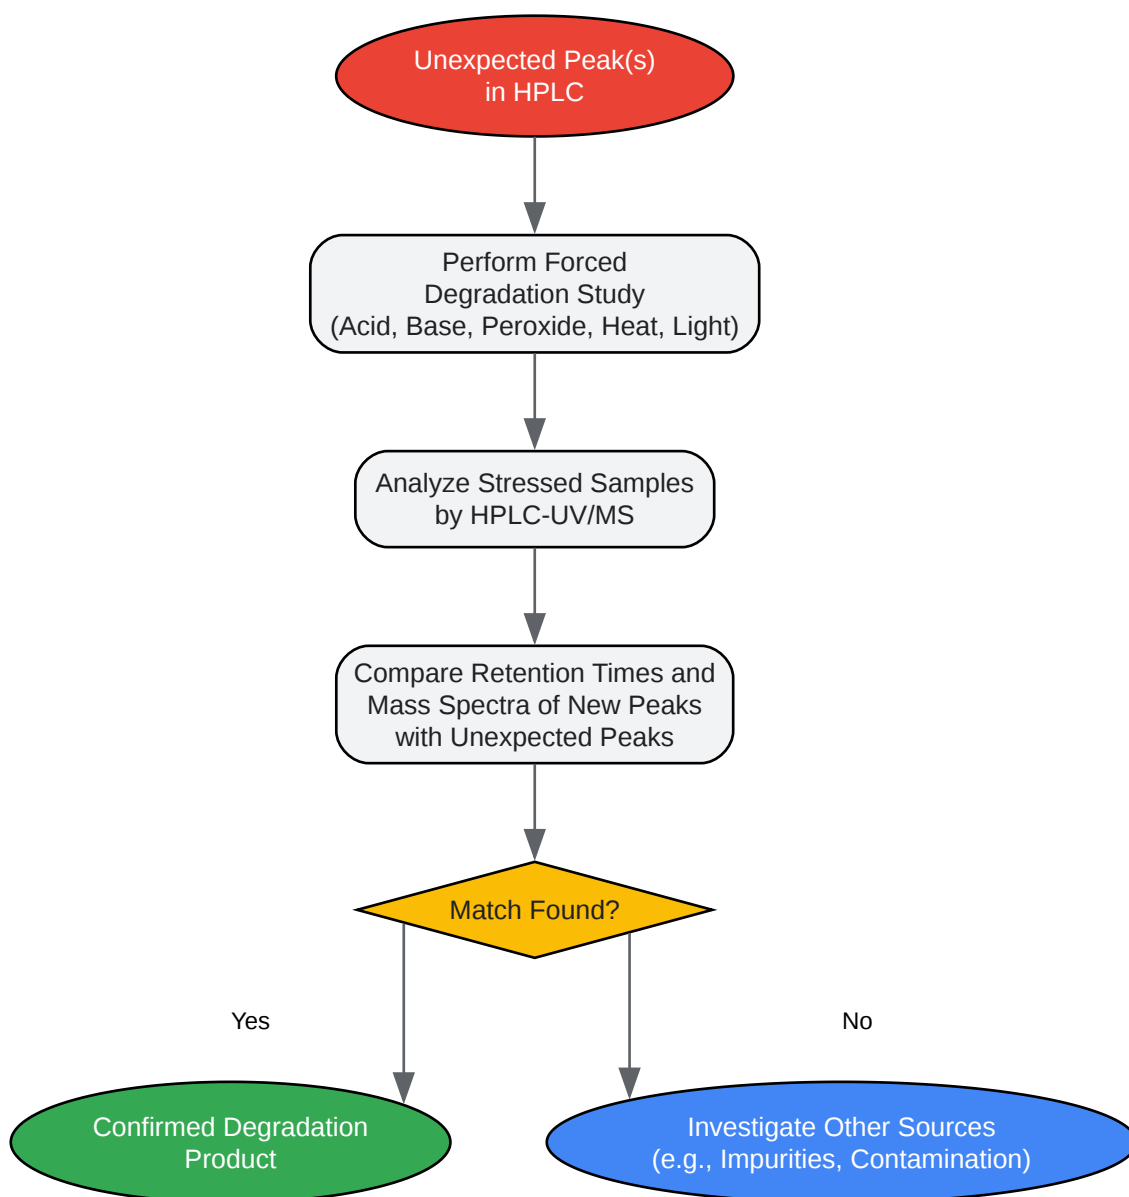 Unexpected Peak(s)
in HPLC
Perform Forced
Degradation Study
(Acid, Base, Peroxide, Heat, Light)
Analyze Stressed Samples
by HPLC-UV/MS
Compare Retention Times and
Mass Spectra of New Peaks
with Unexpected Peaks
Match Found?
Yes
No
Confirmed Degradation
Product
Investigate Other Sources
(e.g., Impurities, Contamination)